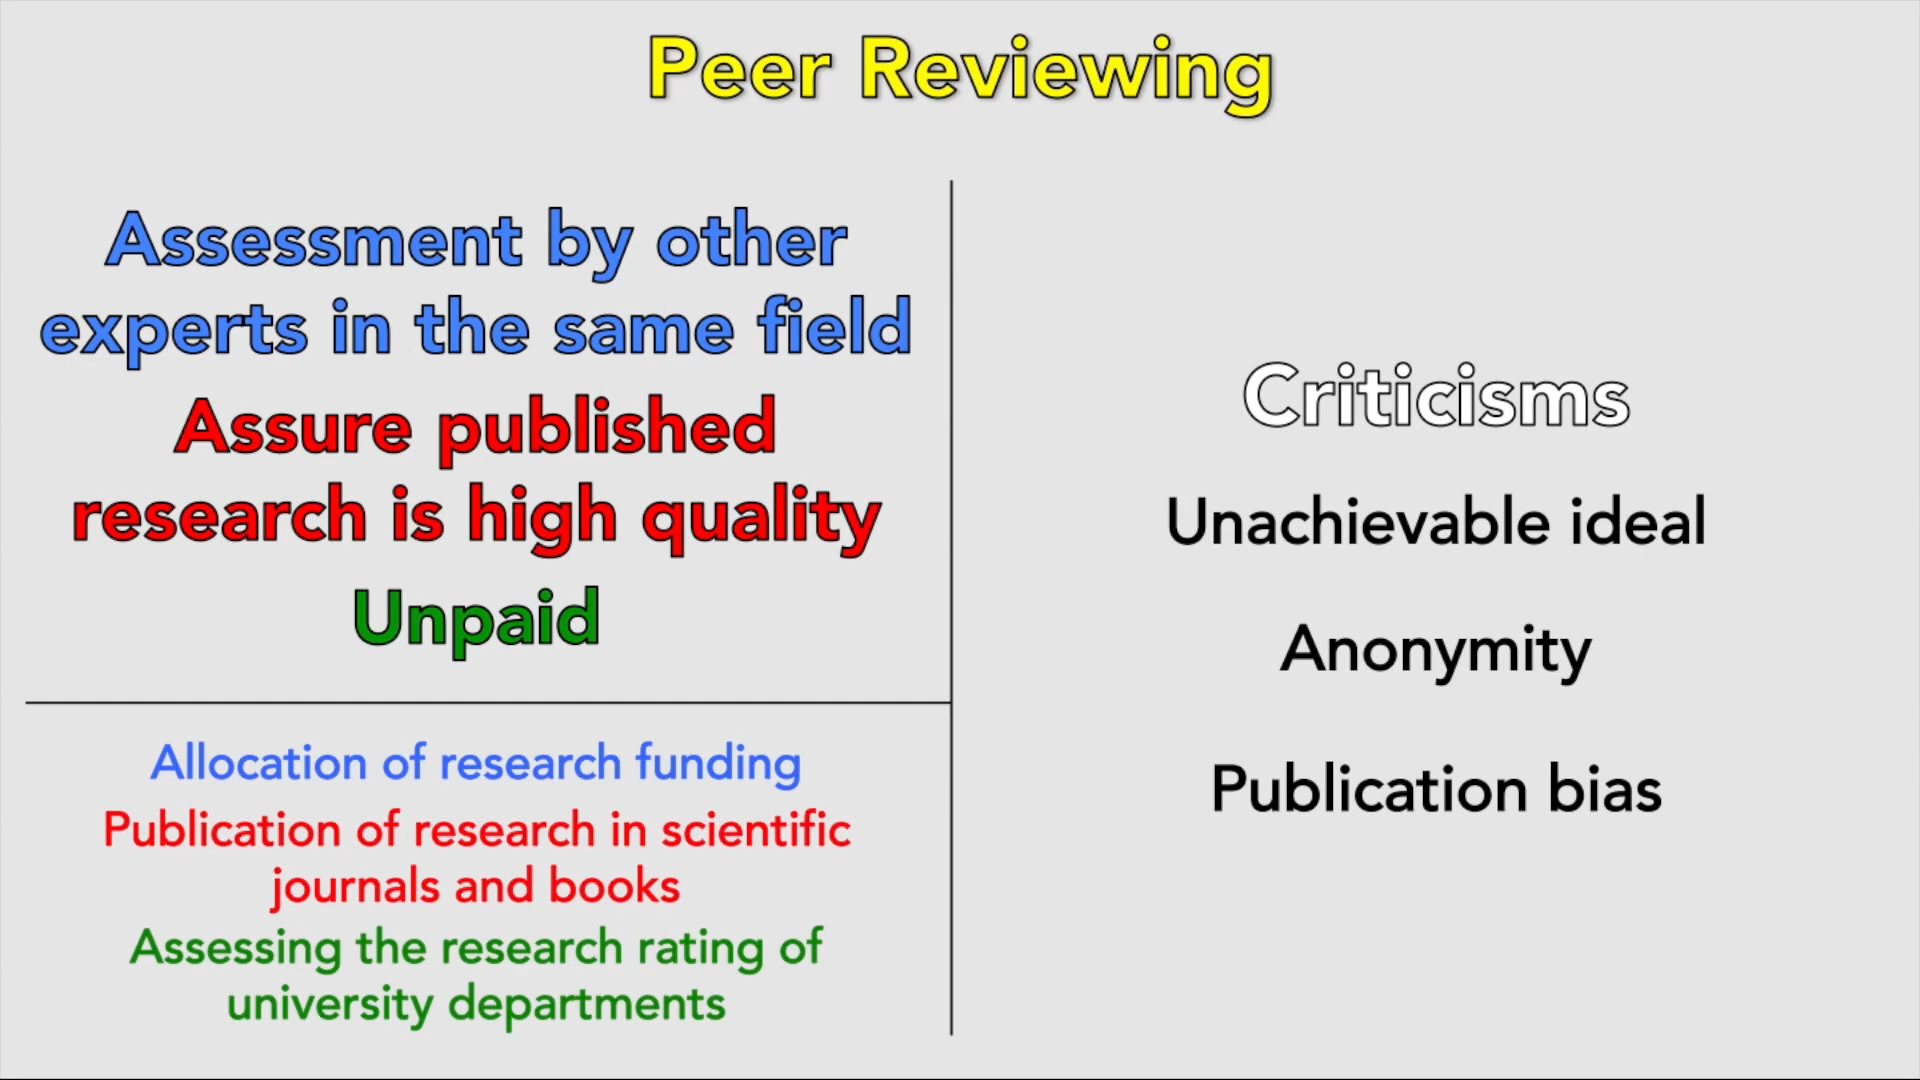 Peer Reviewing
Assessment by other
experts in the same field
Assure published
research is high quality
Unpaid
Allocation of research funding
Publication of research in scientific
journals and books
Assessing the research rating of
university departments
Criticisms
Unachievable ideal
Anonymity
Publication bias